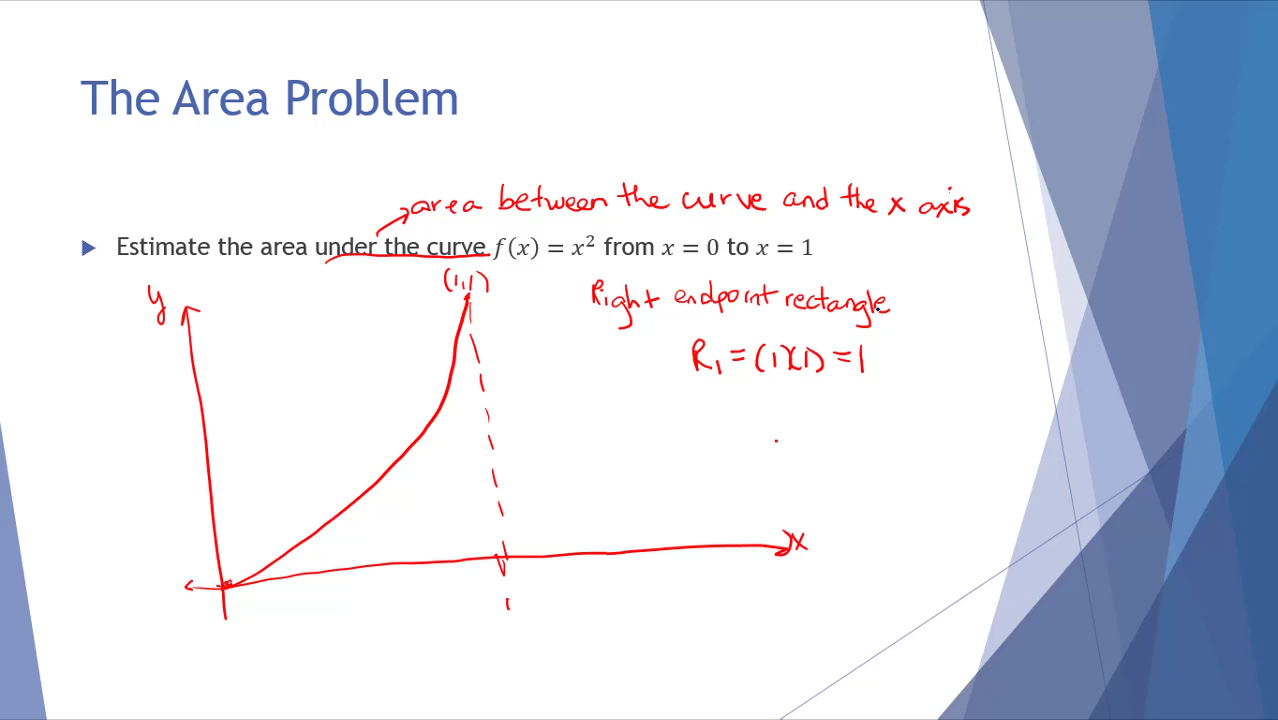 The Area Problem
area between the curve and the x axis
Estimate the area under the curve f(x) = x² from x = 0 to x = 1
(1,1)
y
Right endpoint rectangle
R₁ = (1)(1) = 1
x
1